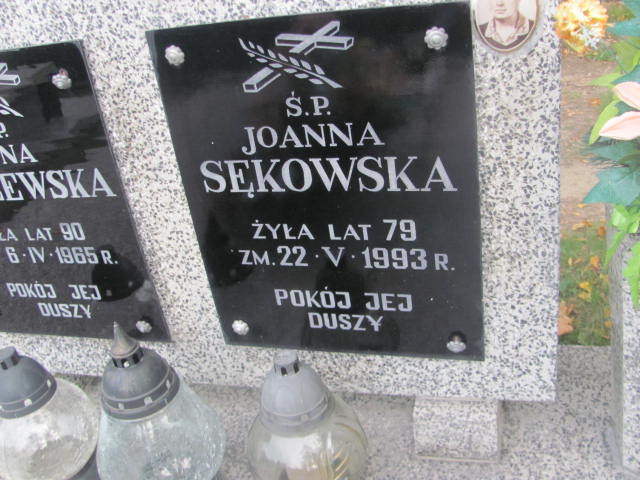 LAT 90
6·IV·1965 R.
POKÓJ JEJ
DUSZY
Ś.P.
JOANNA
SĘKOWSKA
ŻYŁA LAT 79
ZM. 22·V·1993 R.
POKÓJ JEJ
DUSZY